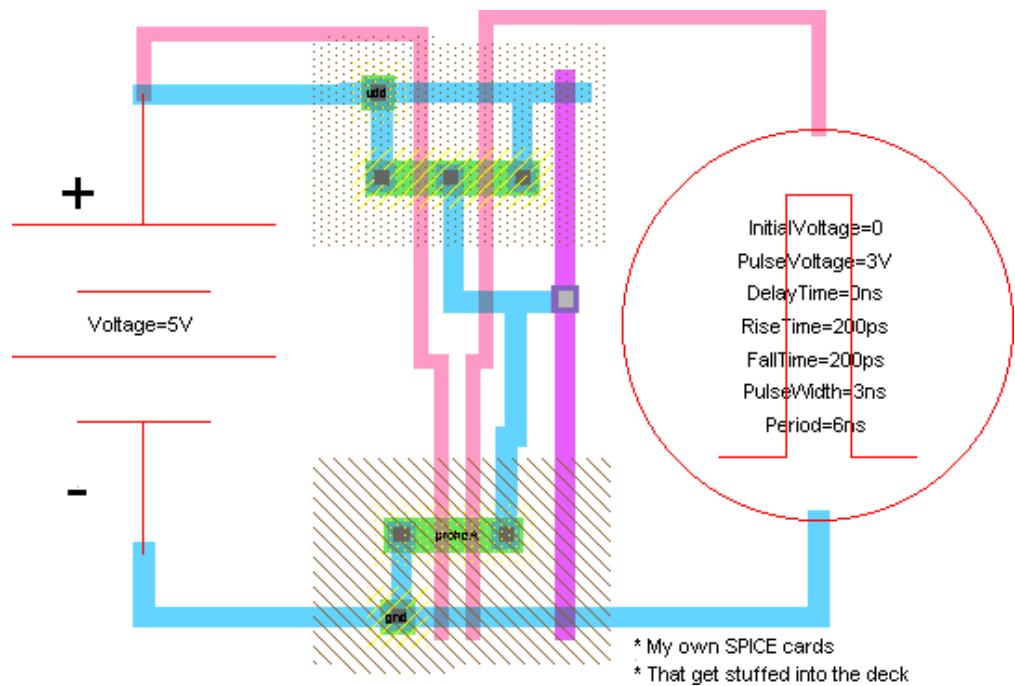 vdd
+
InitialVoltage=0
PulseVoltage=3V
DelayTime=0ns
Voltage=5V
RiseTime=200ps
FallTime=200ps
PulseWidth=3ns
Period=6ns
-
probe A
gnd
* My own SPICE cards
* That get stuffed into the deck